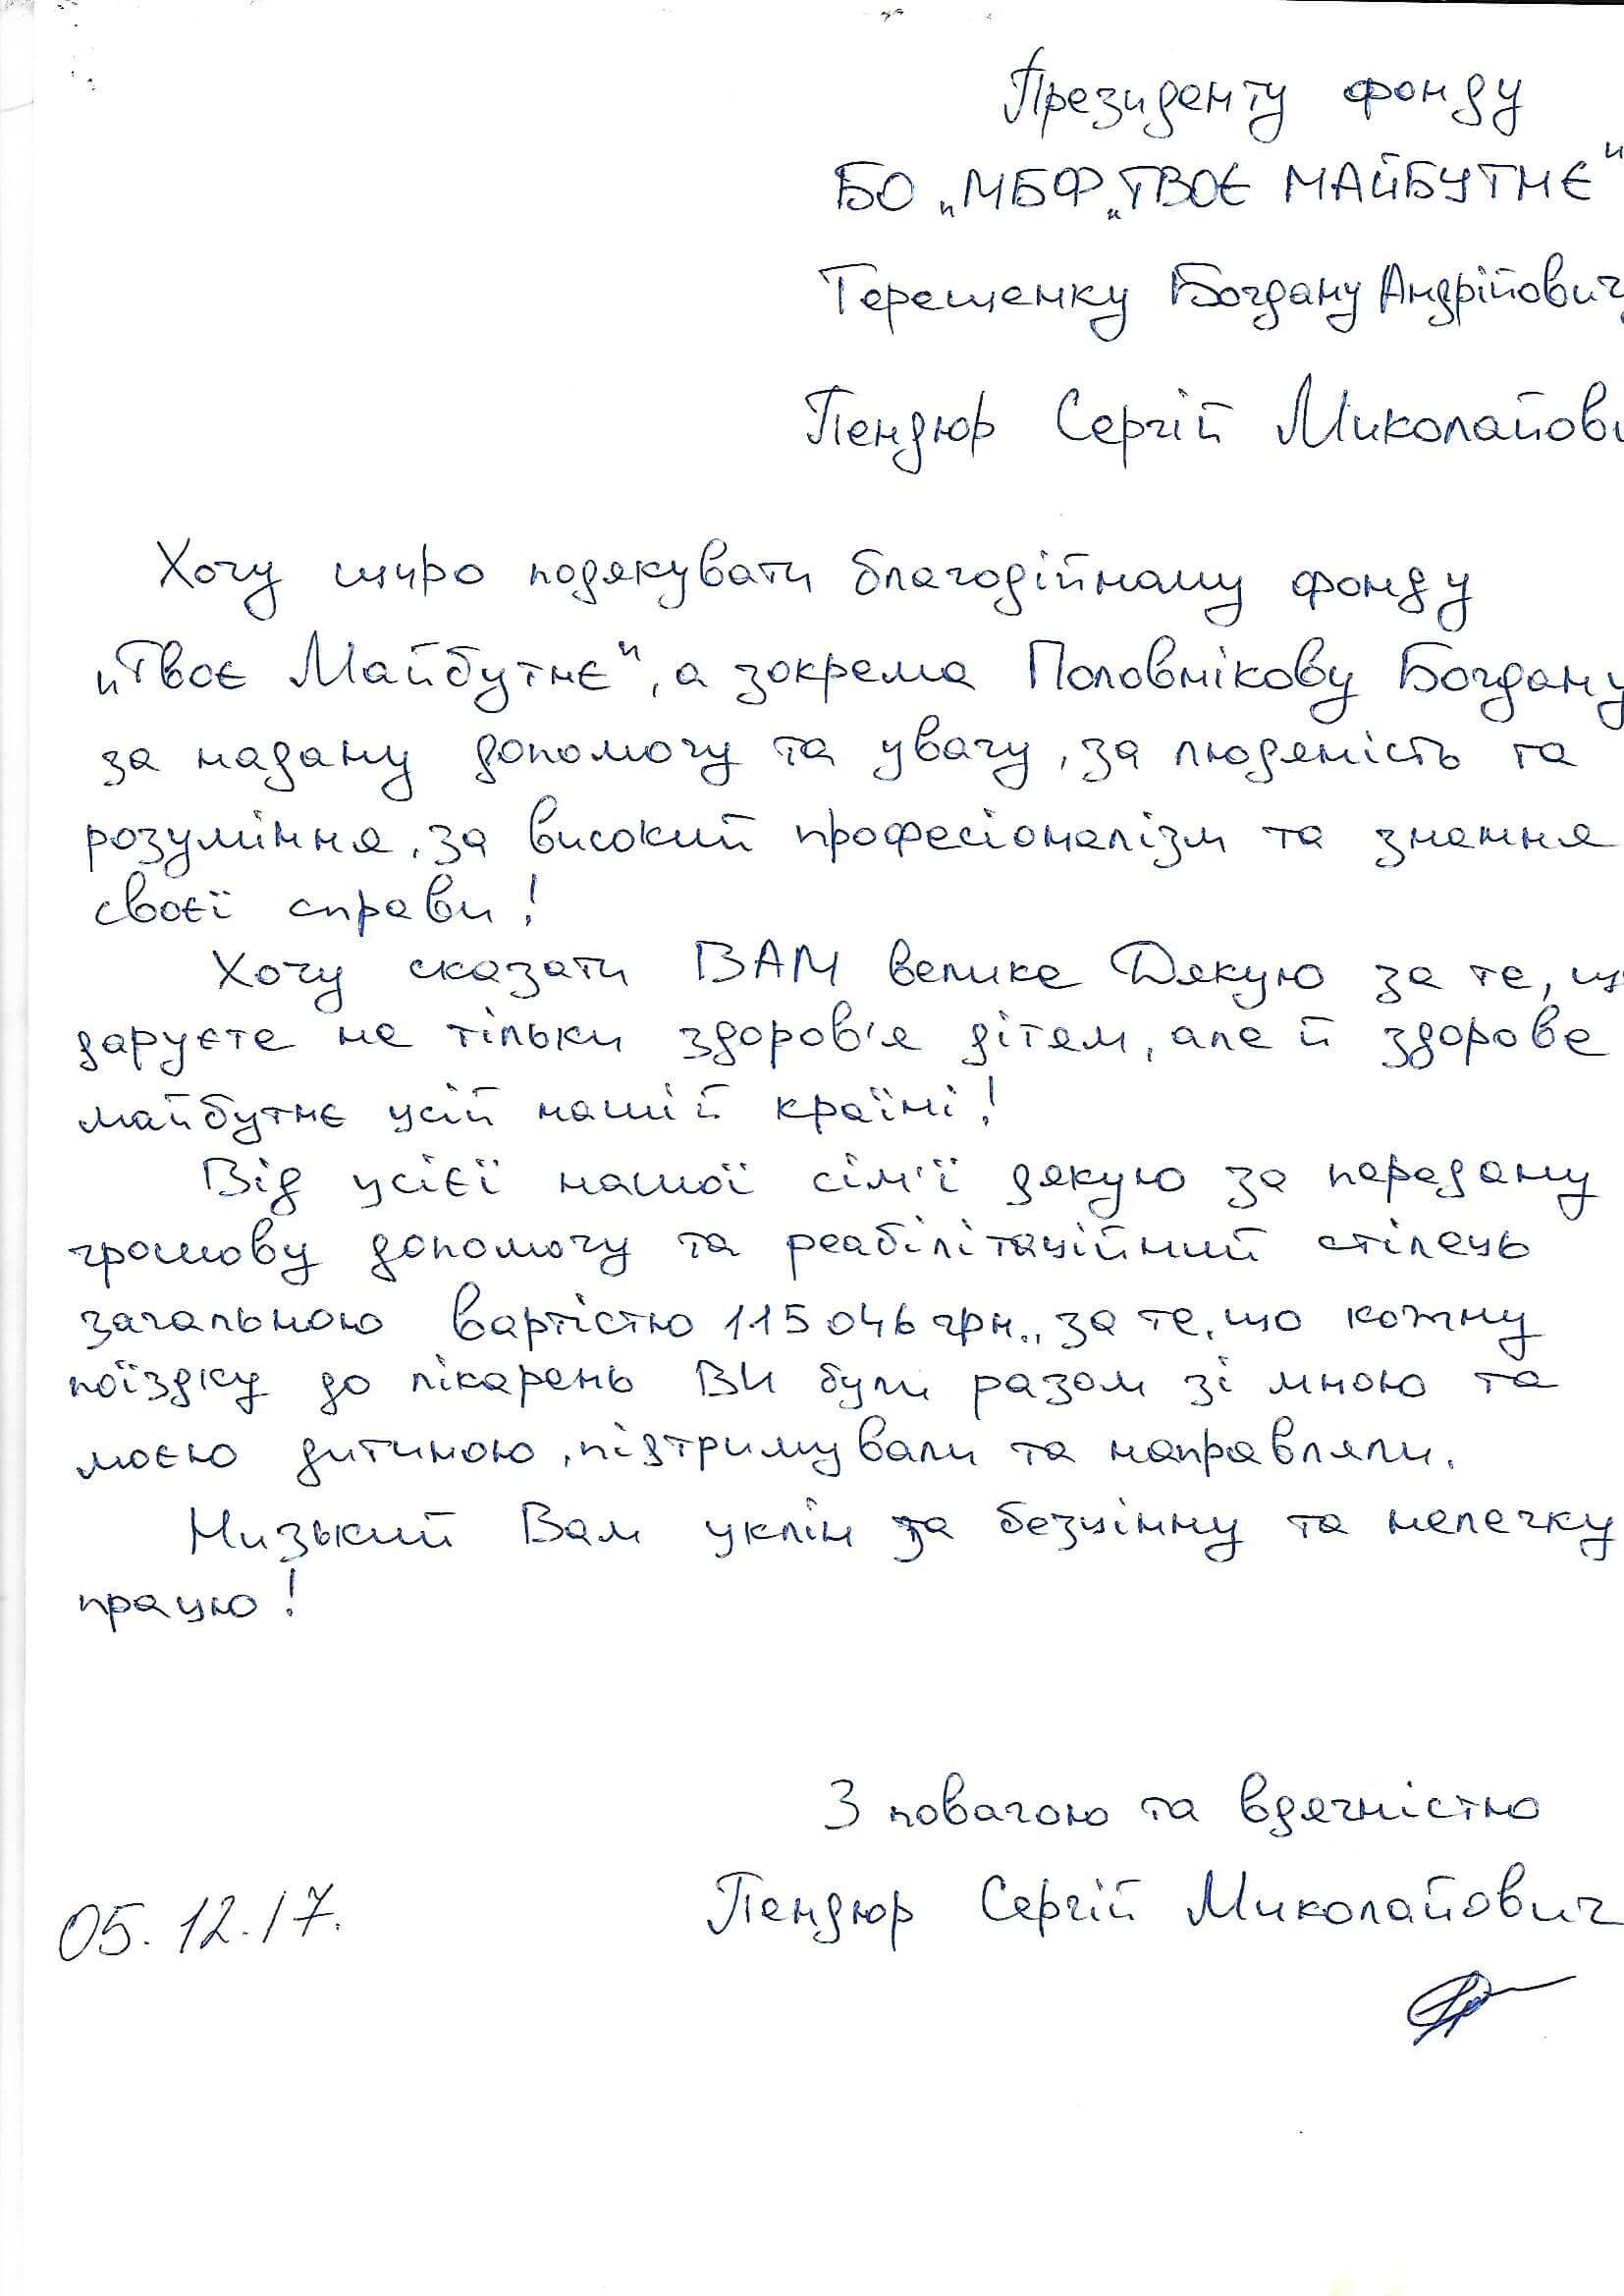 Президенту фонду
БО „МБФ „ТВОЄ МАЙБУТНЄ"
Терещенку Богдану Андрійович
Пендюр Сергій Миколайови
Хочу щиро подякувати благодійному фонду
„Твоє Майбутнє", а зокрема Половнікову Богдану
за надану допомогу та увагу, за людяність та
розуміння, за високий професіоналізм та знання
своєї справи!
Хочу сказати ВАМ велике Дякую за те, що
даруєте не тільки здоров'я дітям, але й здорове
майбутнє усій нашій країні!
Від усієї нашої сім'ї дякую за передану
грошову допомогу та реабілітаційний стілець
загальною вартістю 115 046 грн., за те, що кожну
поїздку до лікарень ВИ були разом зі мною та
моєю дитиною, підтримували та направляли.
Низький Вам уклін за безцінну та нелегку
працю!
З повагою та вдячністю
05.12.17. Пендюр Сергій Миколайович